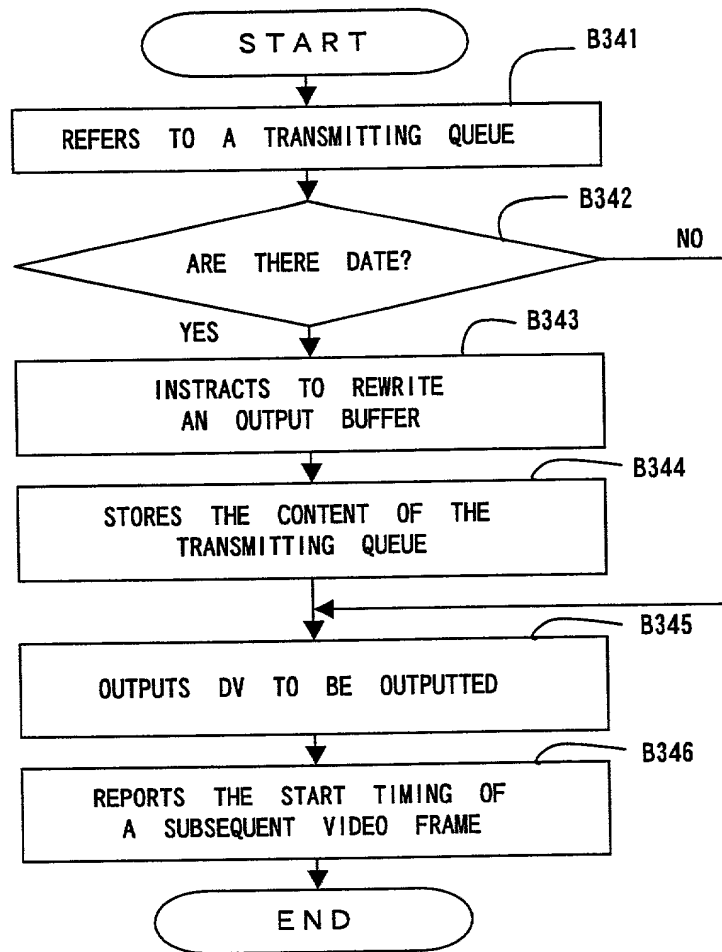 START
B341
REFERS TO A TRANSMITTING QUEUE
B342
ARE THERE DATE?
NO
YES
B343
INSTRACTS TO REWRITE
AN OUTPUT BUFFER
B344
STORES THE CONTENT OF THE
TRANSMITTING QUEUE
B345
OUTPUTS DV TO BE OUTPUTTED
B346
REPORTS THE START TIMING OF
A SUBSEQUENT VIDEO FRAME
END